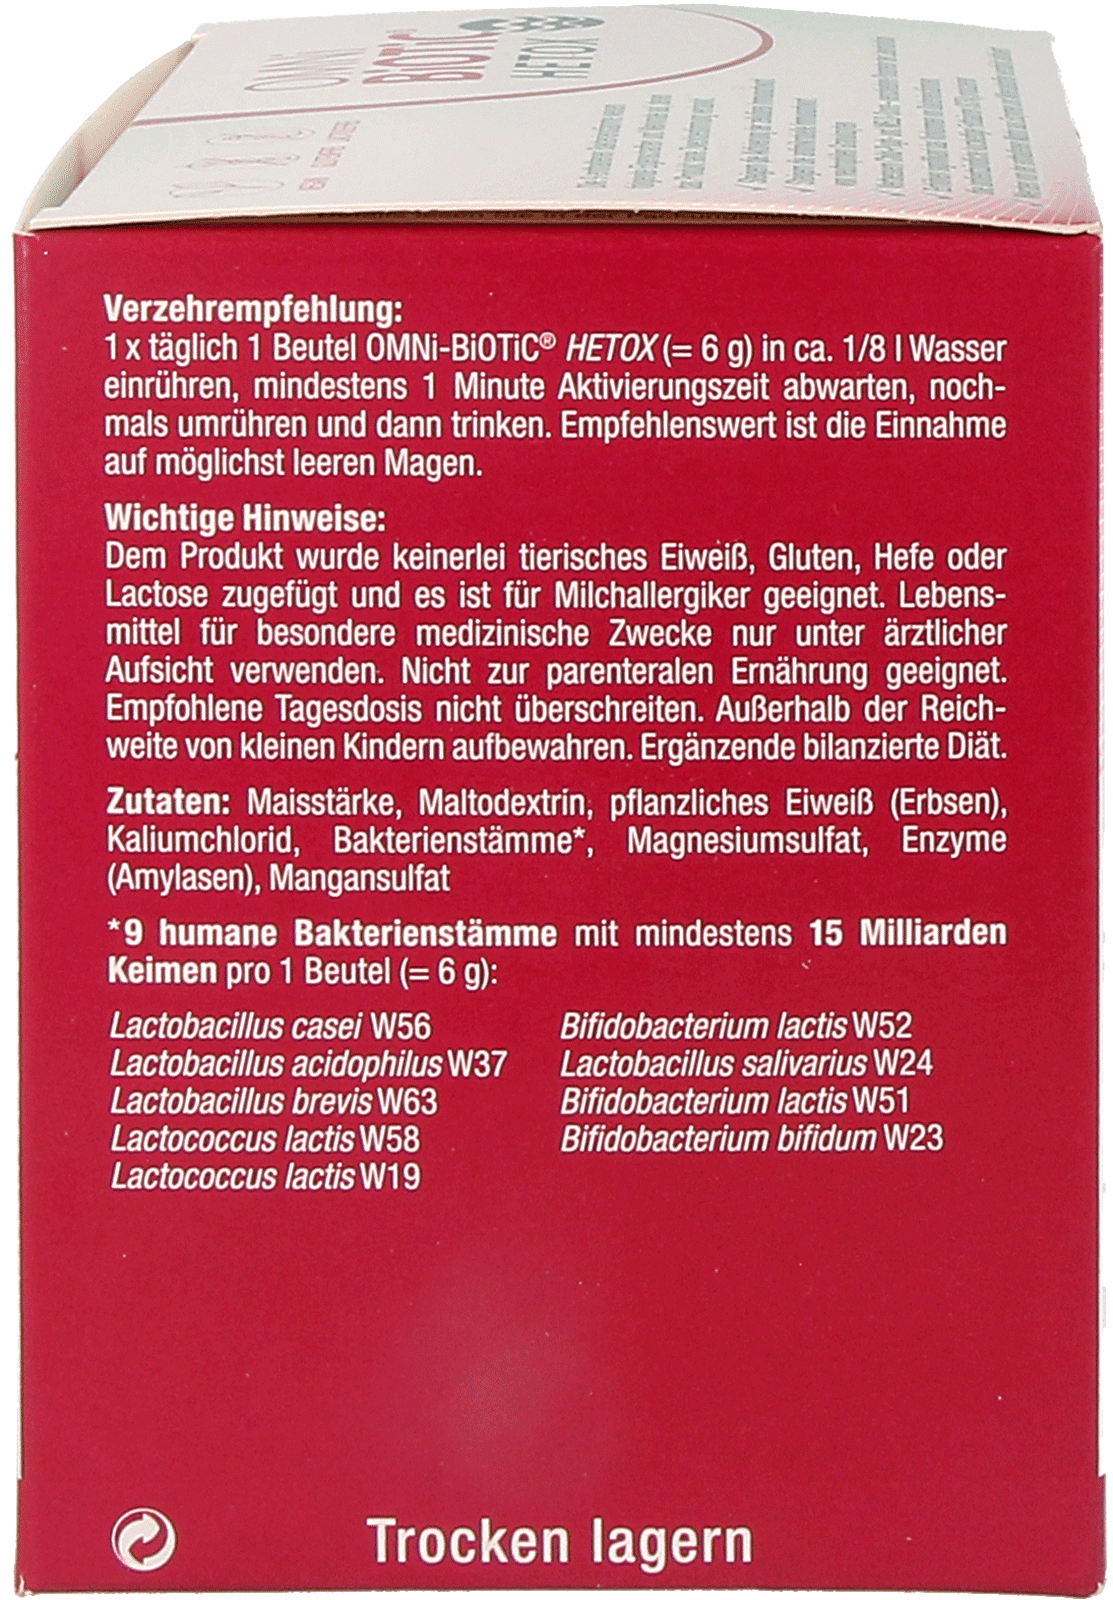 OMNi
BiOTiC
HETOX
Verzehrempfehlung:
1 x täglich 1 Beutel OMNi-BiOTiC® HETOX (= 6 g) in ca. 1/8 l Wasser
einrühren, mindestens 1 Minute Aktivierungszeit abwarten, noch-
mals umrühren und dann trinken. Empfehlenswert ist die Einnahme
auf möglichst leeren Magen.
Wichtige Hinweise:
Dem Produkt wurde keinerlei tierisches Eiweiß, Gluten, Hefe oder
Lactose zugefügt und es ist für Milchallergiker geeignet. Lebens-
mittel für besondere medizinische Zwecke nur unter ärztlicher
Aufsicht verwenden. Nicht zur parenteralen Ernährung geeignet.
Empfohlene Tagesdosis nicht überschreiten. Außerhalb der Reich-
weite von kleinen Kindern aufbewahren. Ergänzende bilanzierte Diät.
Zutaten: Maisstärke, Maltodextrin, pflanzliches Eiweiß (Erbsen),
Kaliumchlorid, Bakterienstämme*, Magnesiumsulfat, Enzyme
(Amylasen), Mangansulfat
*9 humane Bakterienstämme mit mindestens 15 Milliarden
Keimen pro 1 Beutel (= 6 g):
Lactobacillus casei W56
Lactobacillus acidophilus W37
Lactobacillus brevis W63
Lactococcus lactis W58
Lactococcus lactis W19
Bifidobacterium lactis W52
Lactobacillus salivarius W24
Bifidobacterium lactis W51
Bifidobacterium bifidum W23
Trocken lagern